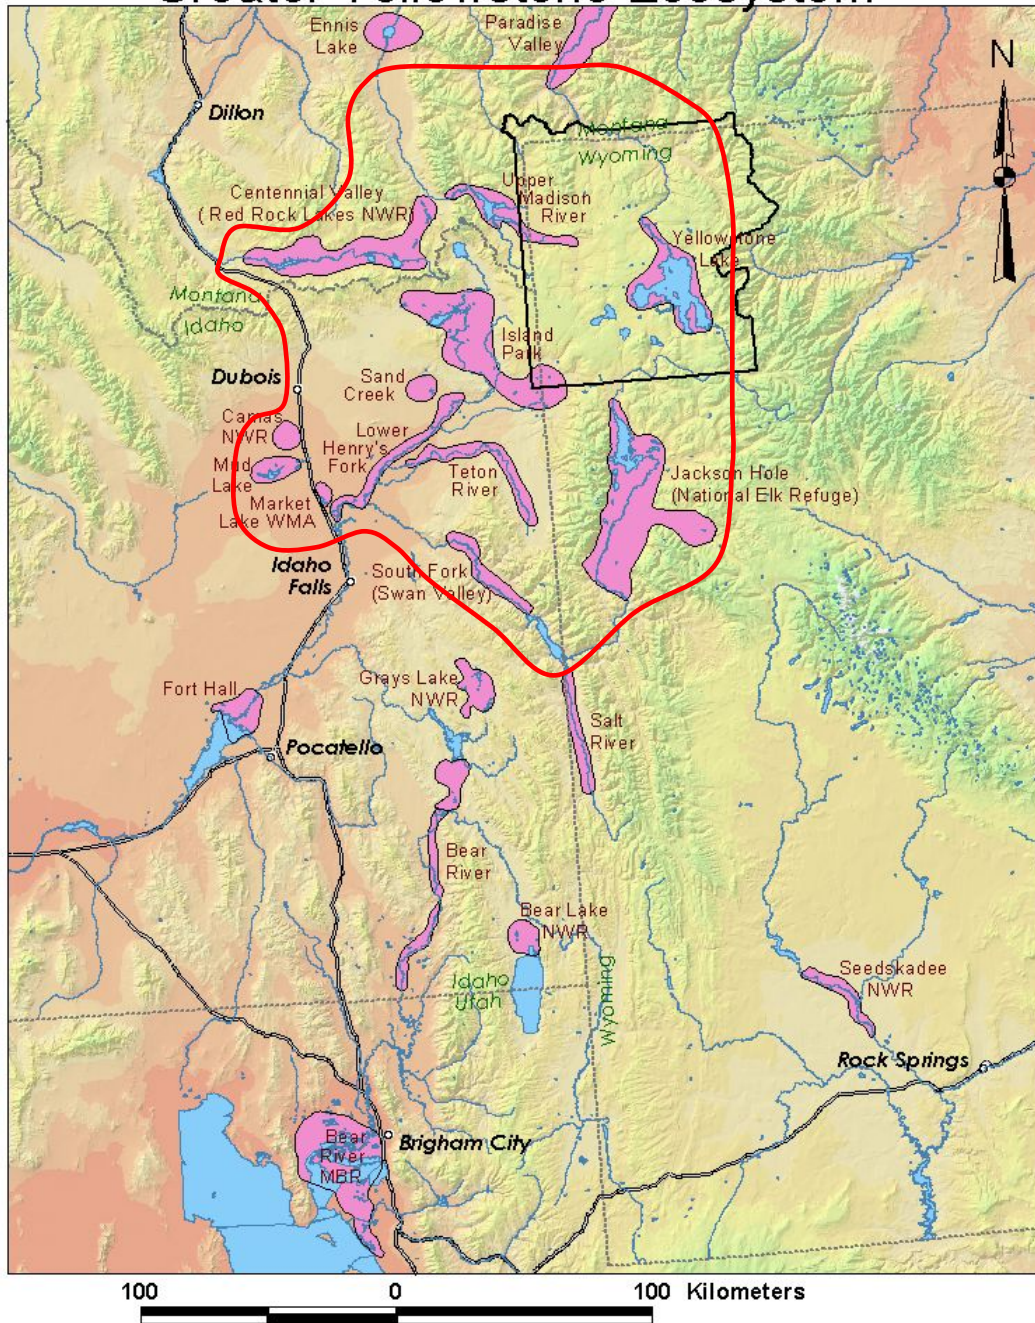 Greater Yellowstone Ecosystem
Ennis
Lake
Paradise
Valley
N
Dillon
Montana
Wyoming
Centennial Valley
(Red Rock Lakes NWR)
Upper
Madison
River
Yellowstone
Lake
Montana
Idaho
Island
Park
Dubois
Sand
Creek
Camas
NWR
Lower
Henry's
Fork
Mud
Lake
Teton
River
Jackson Hole
(National Elk Refuge)
Market
Lake WMA
Idaho
Falls
South Fork
(Swan Valley)
Fort Hall
Grays Lake
NWR
Salt
River
Pocatello
Bear
River
Bear Lake
NWR
Idaho
Utah
Wyoming
Seedskadee
NWR
Rock Springs
Bear
River
MBR
Brigham City
100 0 100 Kilometers